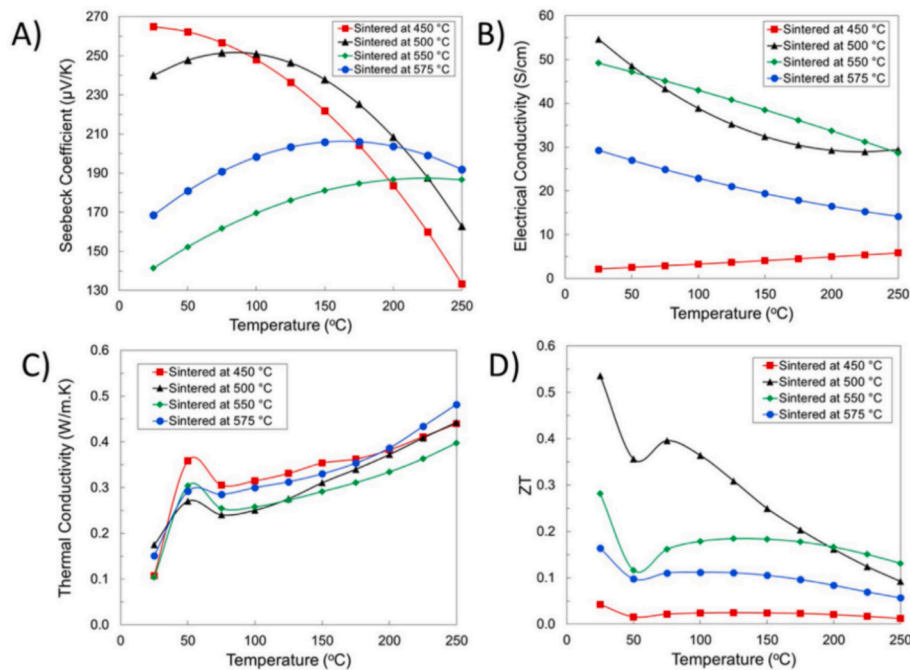 A)
Seebeck Coefficient (µV/K)
270
250
230
210
190
170
150
130
0
50
100
150
200
250
Temperature (ºC)
Sintered at 450 °C
Sintered at 500 °C
Sintered at 550 °C
Sintered at 575 °C
B)
Electrical Conductivity (S/cm)
60
50
40
30
20
10
0
0
50
100
150
200
250
Temperature (ºC)
Sintered at 450 °C
Sintered at 500 °C
Sintered at 550 °C
Sintered at 575 °C
C)
Thermal Conductivity (W/m.K)
0.6
0.5
0.4
0.3
0.2
0.1
0.0
0
50
100
150
200
250
Temperature (ºC)
Sintered at 450 °C
Sintered at 500 °C
Sintered at 550 °C
Sintered at 575 °C
D)
ZT
0.6
0.5
0.4
0.3
0.2
0.1
0.0
0
50
100
150
200
250
Temperature (ºC)
Sintered at 450 °C
Sintered at 500 °C
Sintered at 550 °C
Sintered at 575 °C